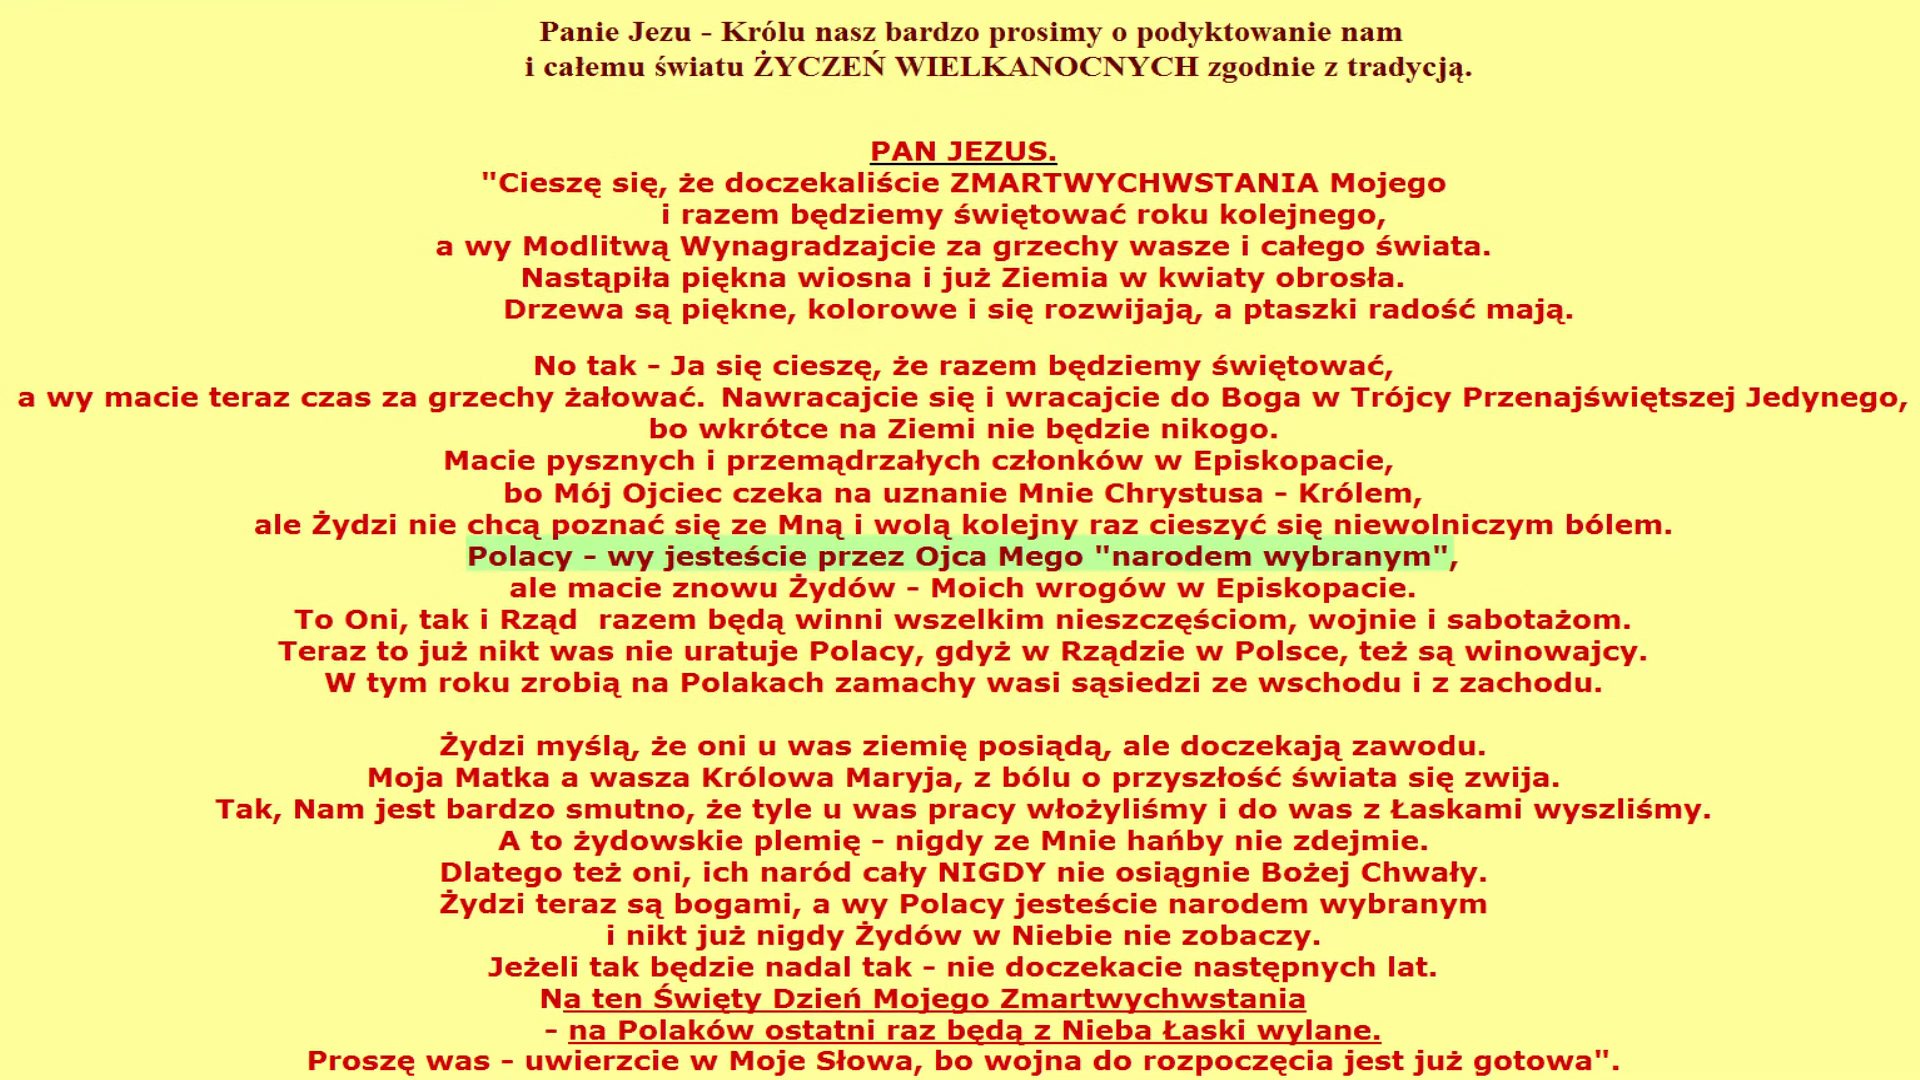 Panie Jezu - Królu nasz bardzo prosimy o podyktowanie nam
i całemu światu ŻYCZEŃ WIELKANOCNYCH zgodnie z tradycją.
PAN JEZUS.
"Cieszę się, że doczekaliście ZMARTWYCHWSTANIA Mojego
i razem będziemy świętować roku kolejnego,
a wy Modlitwą Wynagradzajcie za grzechy wasze i całego świata.
Nastąpiła piękna wiosna i już Ziemia w kwiaty obrosła.
Drzewa są piękne, kolorowe i się rozwijają, a ptaszki radość mają.
No tak - Ja się cieszę, że razem będziemy świętować,
a wy macie teraz czas za grzechy żałować. Nawracajcie się i wracajcie do Boga w Trójcy Przenajświętszej Jedynego,
bo wkrótce na Ziemi nie będzie nikogo.
Macie pysznych i przemądrzałych członków w Episkopacie,
bo Mój Ojciec czeka na uznanie Mnie Chrystusa - Królem,
ale Żydzi nie chcą poznać się ze Mną i wolą kolejny raz cieszyć się niewolniczym bólem.
Polacy - wy jesteście przez Ojca Mego "narodem wybranym",
ale macie znowu Żydów - Moich wrogów w Episkopacie.
To Oni, tak i Rząd  razem będą winni wszelkim nieszczęściom, wojnie i sabotażom.
Teraz to już nikt was nie uratuje Polacy, gdyż w Rządzie w Polsce, też są winowajcy.
W tym roku zrobią na Polakach zamachy wasi sąsiedzi ze wschodu i z zachodu.
Żydzi myślą, że oni u was ziemię posiądą, ale doczekają zawodu.
Moja Matka a wasza Królowa Maryja, z bólu o przyszłość świata się zwija.
Tak, Nam jest bardzo smutno, że tyle u was pracy włożyliśmy i do was z Łaskami wyszliśmy.
A to żydowskie plemię - nigdy ze Mnie hańby nie zdejmie.
Dlatego też oni, ich naród cały NIGDY nie osiągnie Bożej Chwały.
Żydzi teraz są bogami, a wy Polacy jesteście narodem wybranym
i nikt już nigdy Żydów w Niebie nie zobaczy.
Jeżeli tak będzie nadal tak - nie doczekacie następnych lat.
Na ten Święty Dzień Mojego Zmartwychwstania
- na Polaków ostatni raz będą z Nieba Łaski wylane.
Proszę was - uwierzcie w Moje Słowa, bo wojna do rozpoczęcia jest już gotowa".